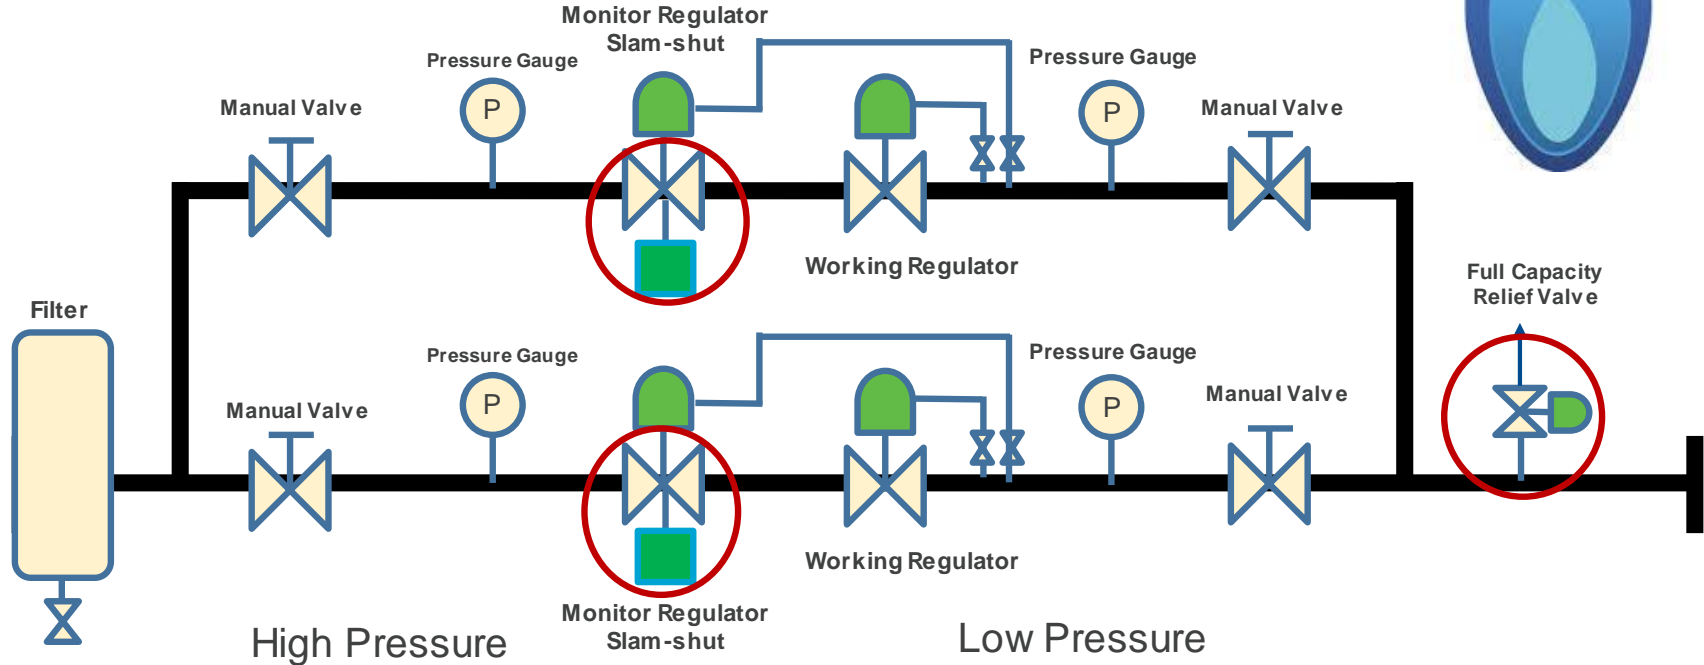 Monitor Regulator
Slam-shut
Pressure Gauge
Pressure Gauge
Manual Valve
P
P
Manual Valve
Working Regulator
Full Capacity
Relief Valve
Filter
Pressure Gauge
Pressure Gauge
Manual Valve
P
P
Manual Valve
Working Regulator
Monitor Regulator
Slam-shut
High Pressure
Low Pressure